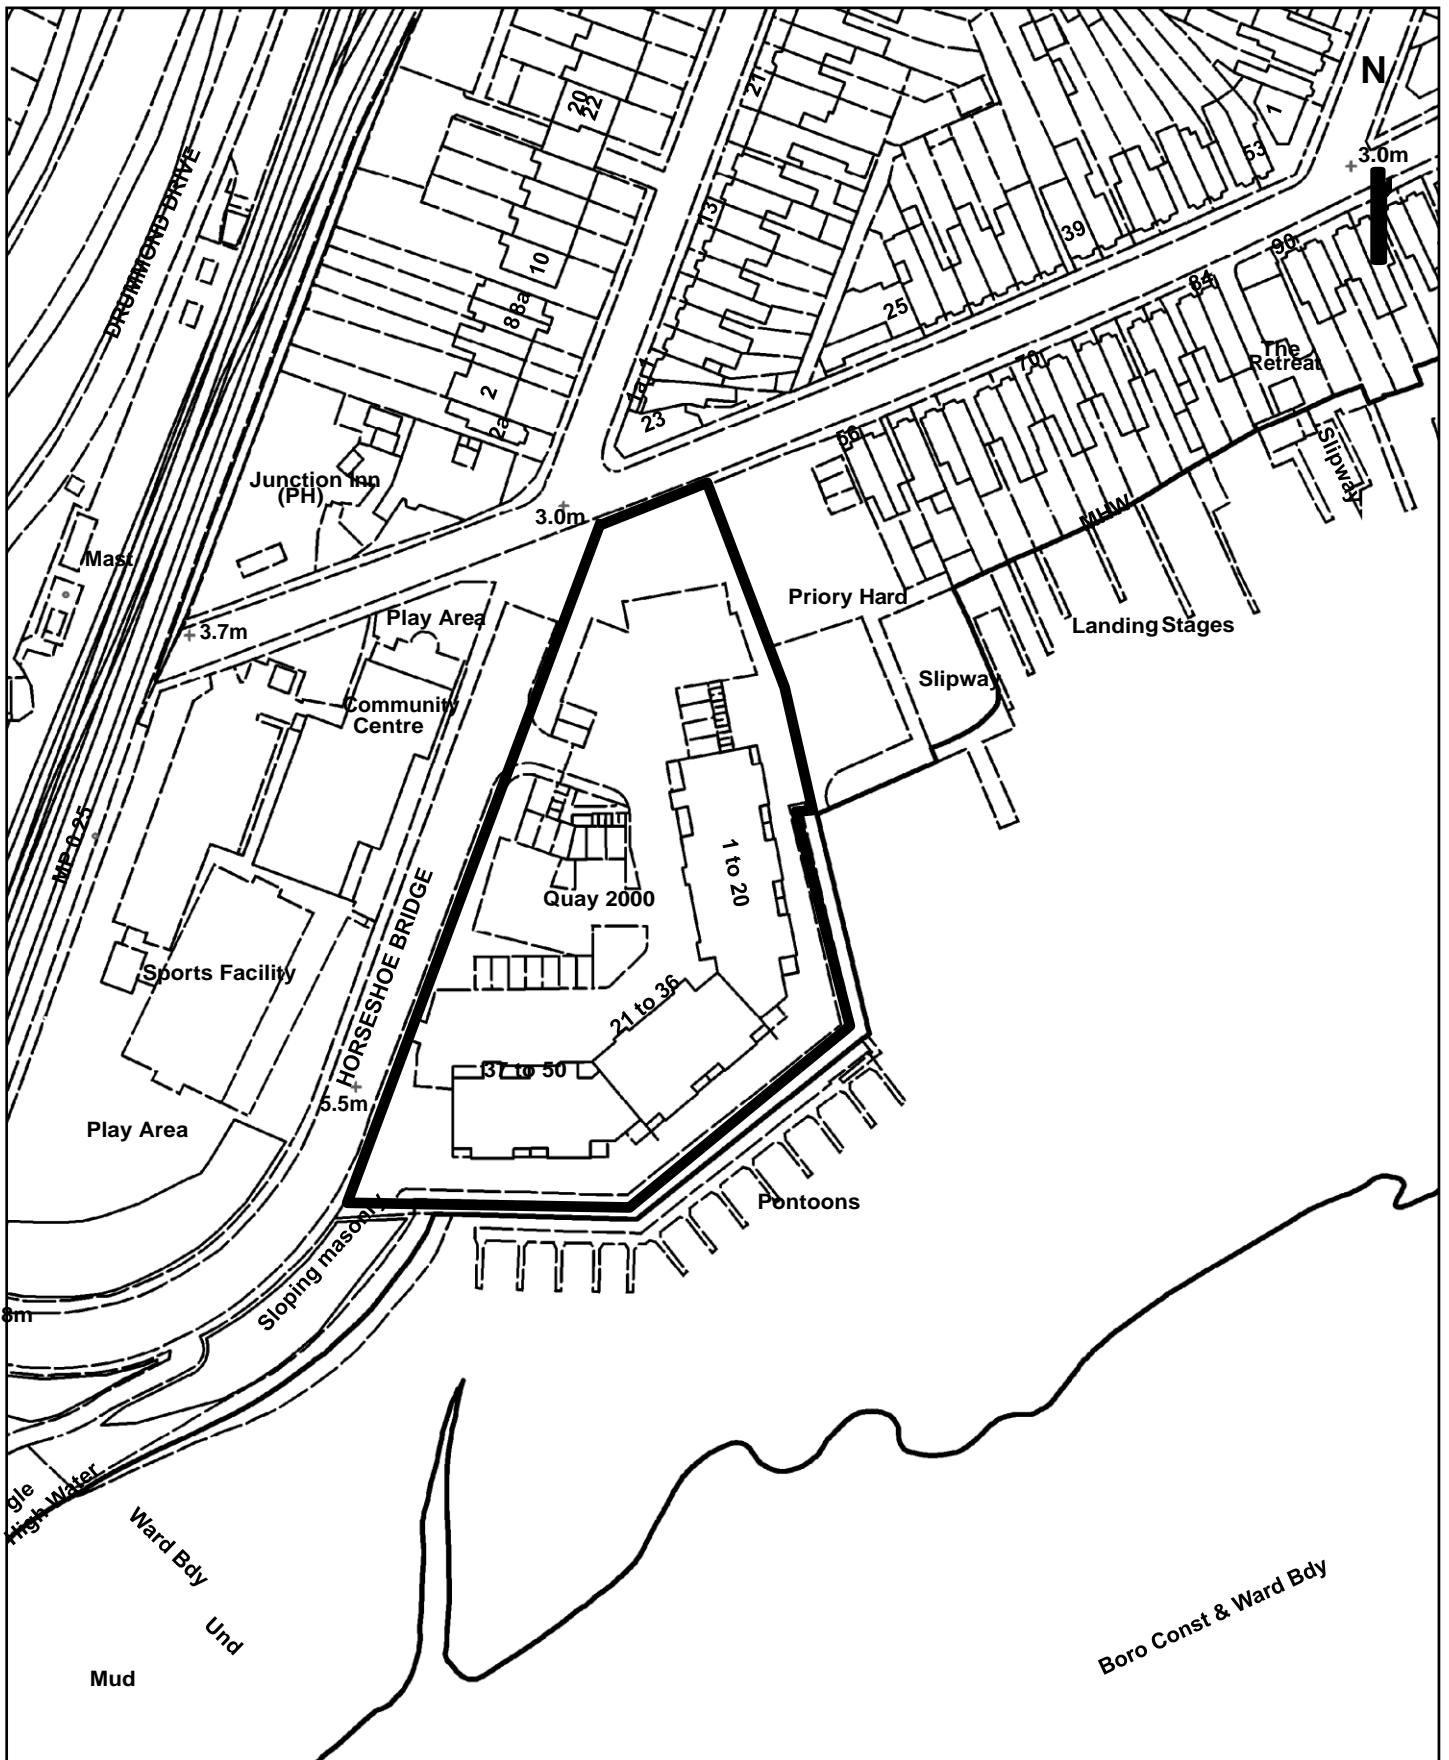 N
20
22
21
1
53
3.0m
DRUMMOND DRIVE
13
39
90
10
84
25
8 8a
70
The
Retreat
2
1a
23
2a
56
Slipway
Junction Inn
(PH)
MHW
3.0m
Mast
Priory Hard
Play Area
3.7m
Landing Stages
Slipway
Community
Centre
MP 0.25
1 to 20
Quay 2000
HORSESHOE BRIDGE
Sports Facility
21 to 36
37 to 50
5.5m
Play Area
Pontoons
Sloping masonry
8m
gle
High Water
Ward Bdy
Und
Boro Const & Ward Bdy
Mud